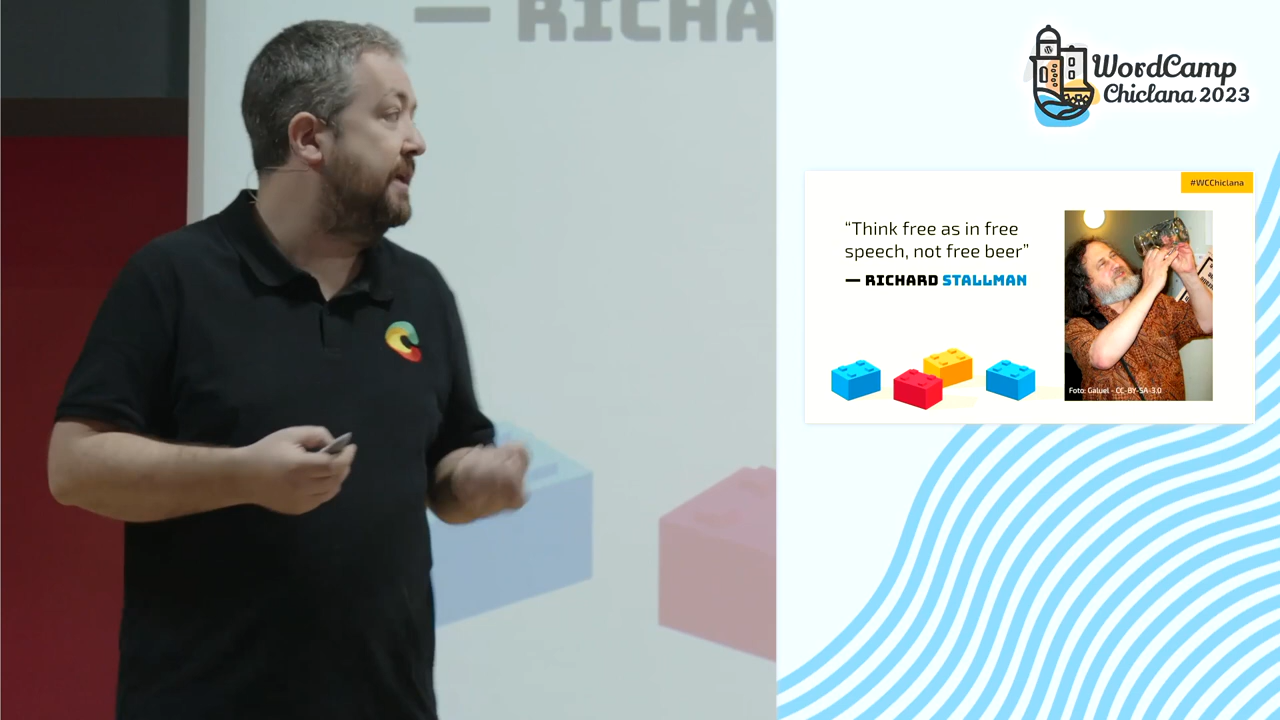 — RICHA
WordCamp
Chiclana 2023
#WCChiclana
“Think free as in free
speech, not free beer”
— RICHARD STALLMAN
Foto: Galuel - CC-BY-SA-3.0